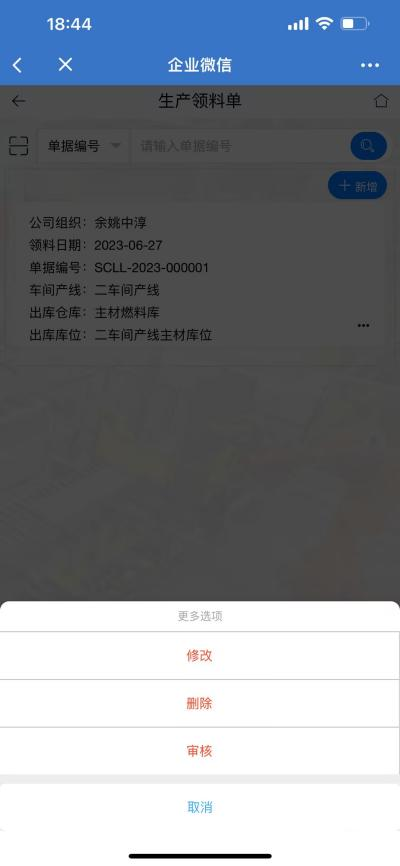 18:44
企业微信
生产领料单
单据编号
请输入单据编号
新增
公司组织：余姚中淳
领料日期：2023-06-27
单据编号：SCLL-2023-000001
车间产线：二车间产线
出库仓库：主材燃料库
出库库位：二车间产线主材库位
更多选项
修改
删除
审核
取消